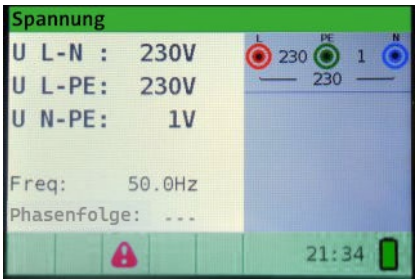 Spannung
U L-N : 230V
U L-PE: 230V
U N-PE: 1V
Freq: 50.0Hz
Phasenfolge: ---
L PE N
230 1
230
21:34